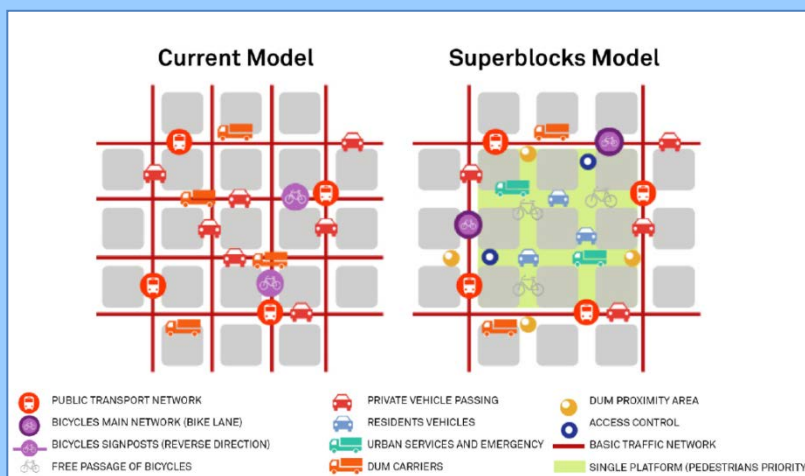 Current Model
Superblocks Model
PUBLIC TRANSPORT NETWORK
BICYCLES MAIN NETWORK (BIKE LANE)
BICYCLES SIGNPOSTS (REVERSE DIRECTION)
FREE PASSAGE OF BICYCLES
PRIVATE VEHICLE PASSING
RESIDENTS VEHICLES
URBAN SERVICES AND EMERGENCY
DUM CARRIERS
DUM PROXIMITY AREA
ACCESS CONTROL
BASIC TRAFFIC NETWORK
SINGLE PLATFORM (PEDESTRIANS PRIORITY